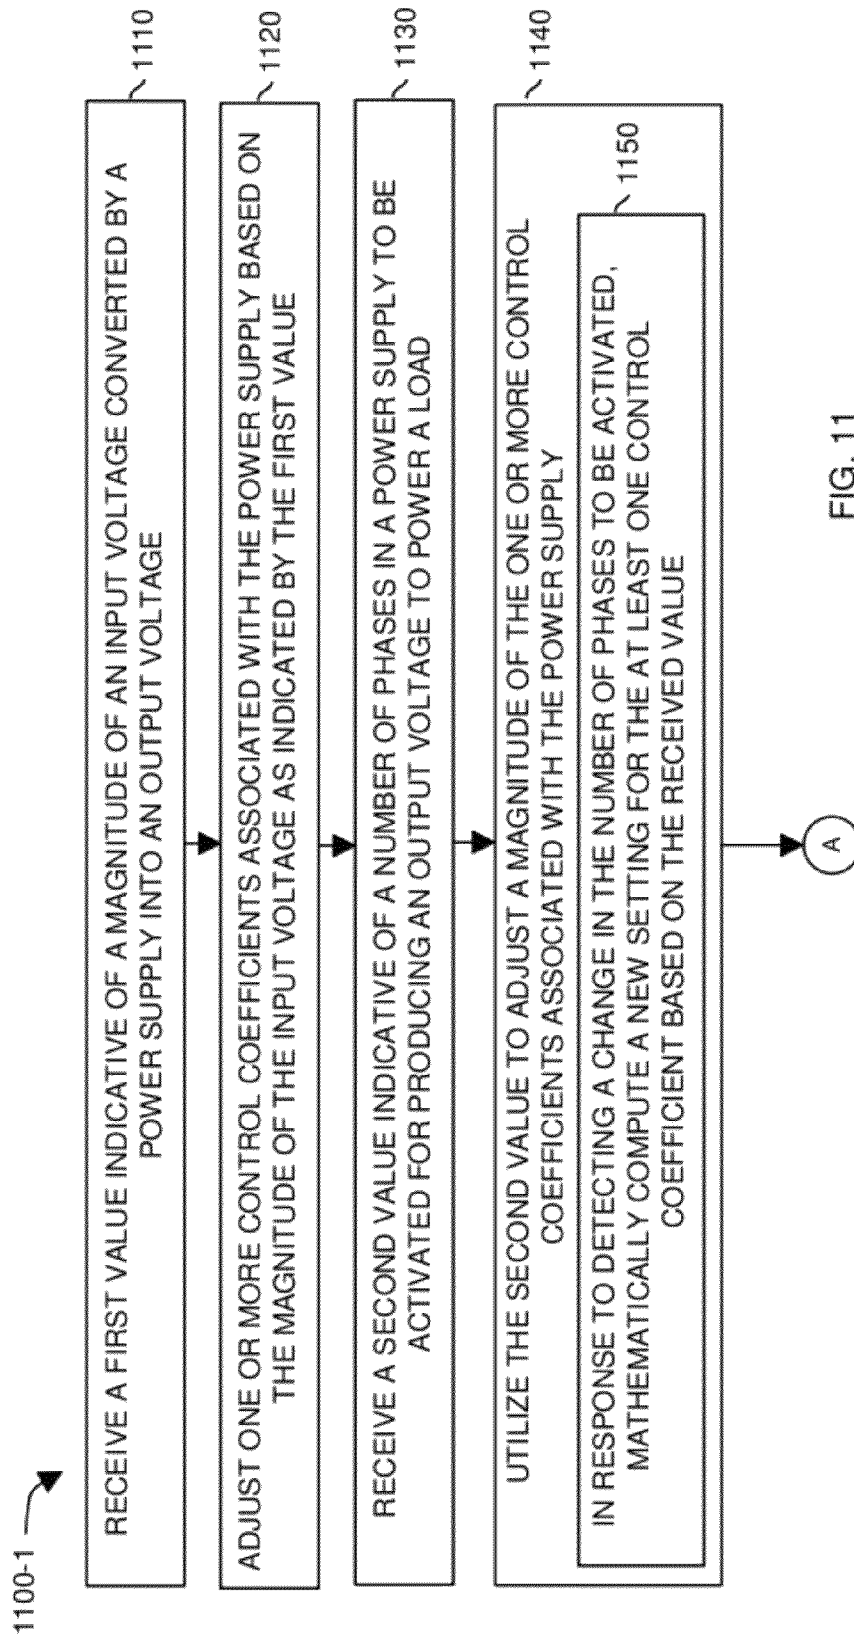 1100-1
1110
RECEIVE A FIRST VALUE INDICATIVE OF A MAGNITUDE OF AN INPUT VOLTAGE CONVERTED BY A
POWER SUPPLY INTO AN OUTPUT VOLTAGE
1120
ADJUST ONE OR MORE CONTROL COEFFICIENTS ASSOCIATED WITH THE POWER SUPPLY BASED ON
THE MAGNITUDE OF THE INPUT VOLTAGE AS INDICATED BY THE FIRST VALUE
1130
RECEIVE A SECOND VALUE INDICATIVE OF A NUMBER OF PHASES IN A POWER SUPPLY TO BE
ACTIVATED FOR PRODUCING AN OUTPUT VOLTAGE TO POWER A LOAD
1140
UTILIZE THE SECOND VALUE TO ADJUST A MAGNITUDE OF THE ONE OR MORE CONTROL
COEFFICIENTS ASSOCIATED WITH THE POWER SUPPLY
1150
IN RESPONSE TO DETECTING A CHANGE IN THE NUMBER OF PHASES TO BE ACTIVATED,
MATHEMATICALLY COMPUTE A NEW SETTING FOR THE AT LEAST ONE CONTROL
COEFFICIENT BASED ON THE RECEIVED VALUE
A
FIG. 11